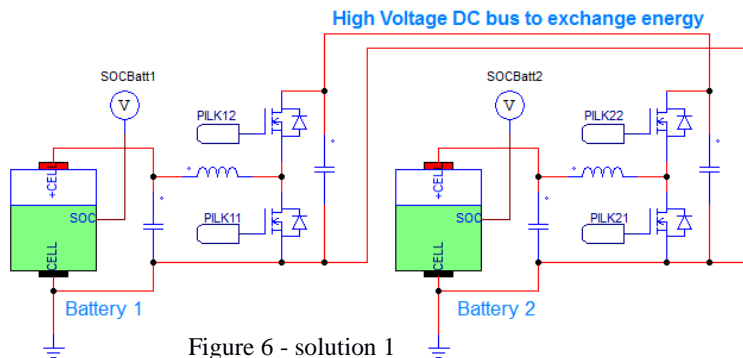 High Voltage DC bus to exchange energy
SOCBatt1
V
PILK12
+CELL
SOC
PILK11
CELL
Battery 1
SOCBatt2
V
PILK22
+CELL
SOC
PILK21
CELL
Battery 2
Figure 6 - solution 1